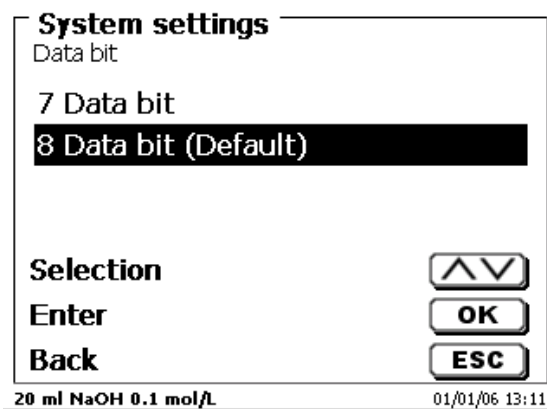 System settings
Data bit
7 Data bit
8 Data bit (Default)
Selection
Enter OK
Back ESC
20 ml NaOH 0.1 mol/L 01/01/06 13:11